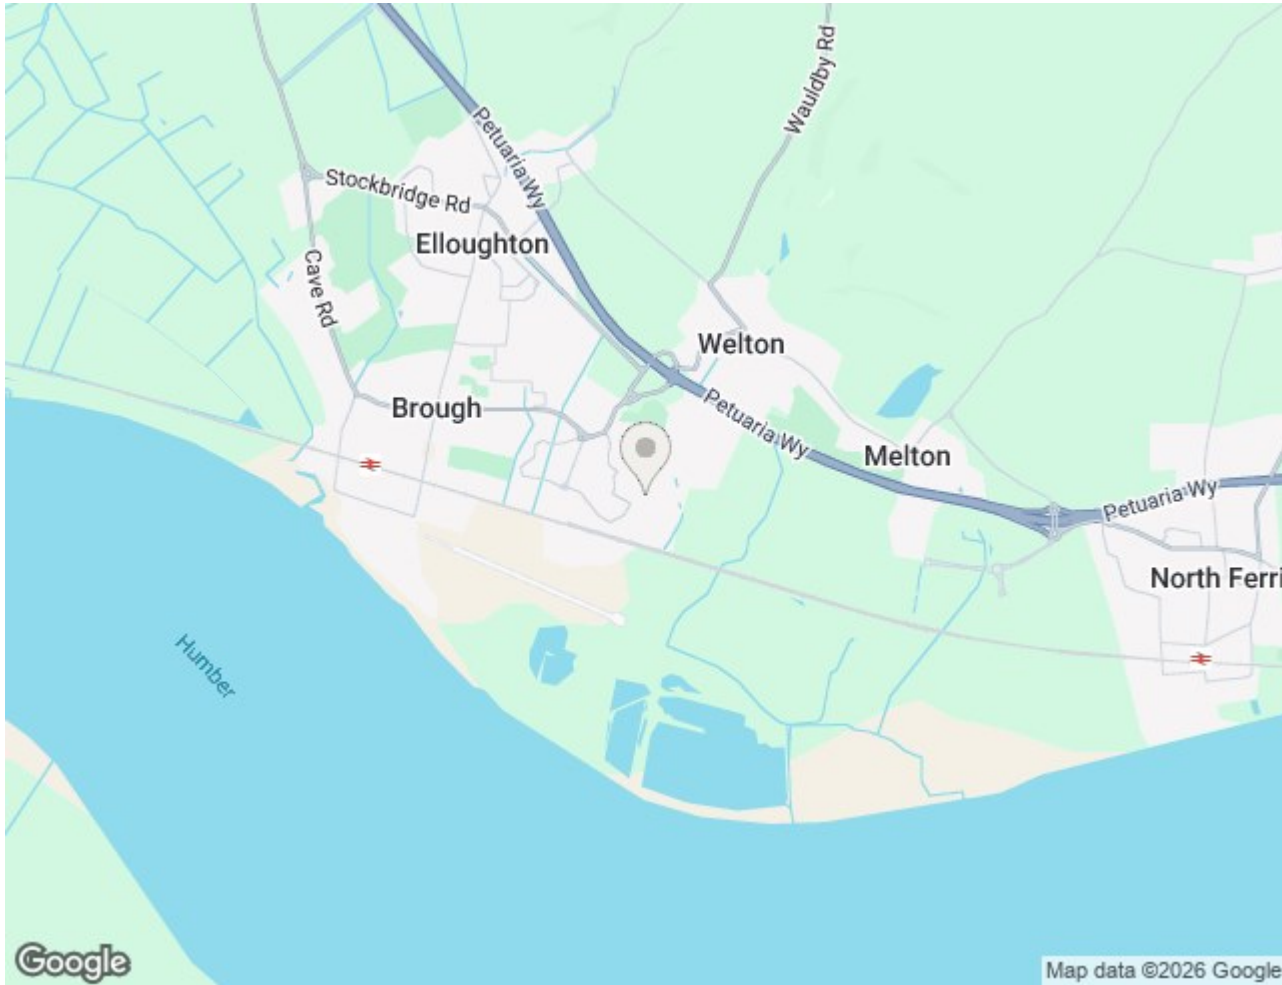 Wauldby Rd
Petuaria Wy
Stockbridge Rd
Elloughton
Cave Rd
Welton
Brough
Petuaria Wy
Melton
Petuaria Wy
North Ferri
Humber
Google
Map data ©2026 Google